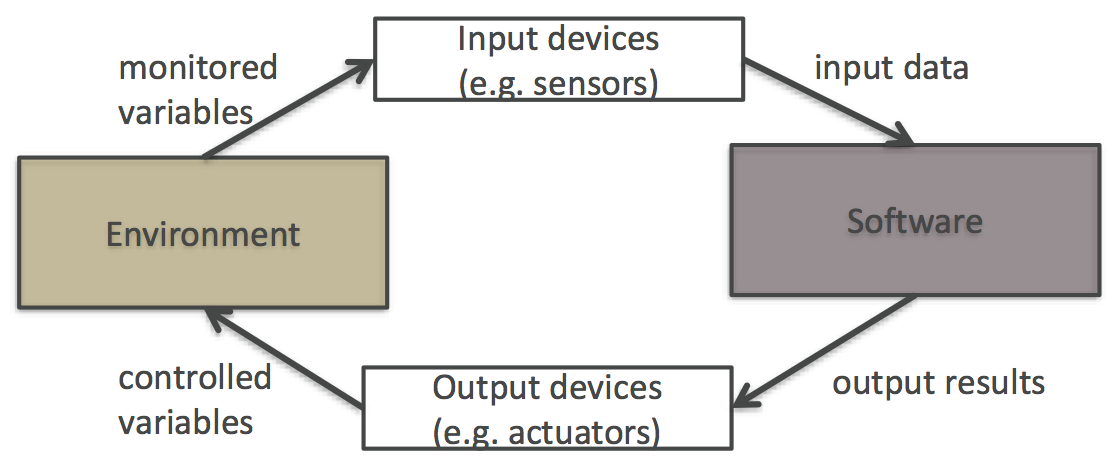 Input devices
(e.g. sensors)
monitored
variables
input data
Environment
Software
controlled
variables
Output devices
(e.g. actuators)
output results